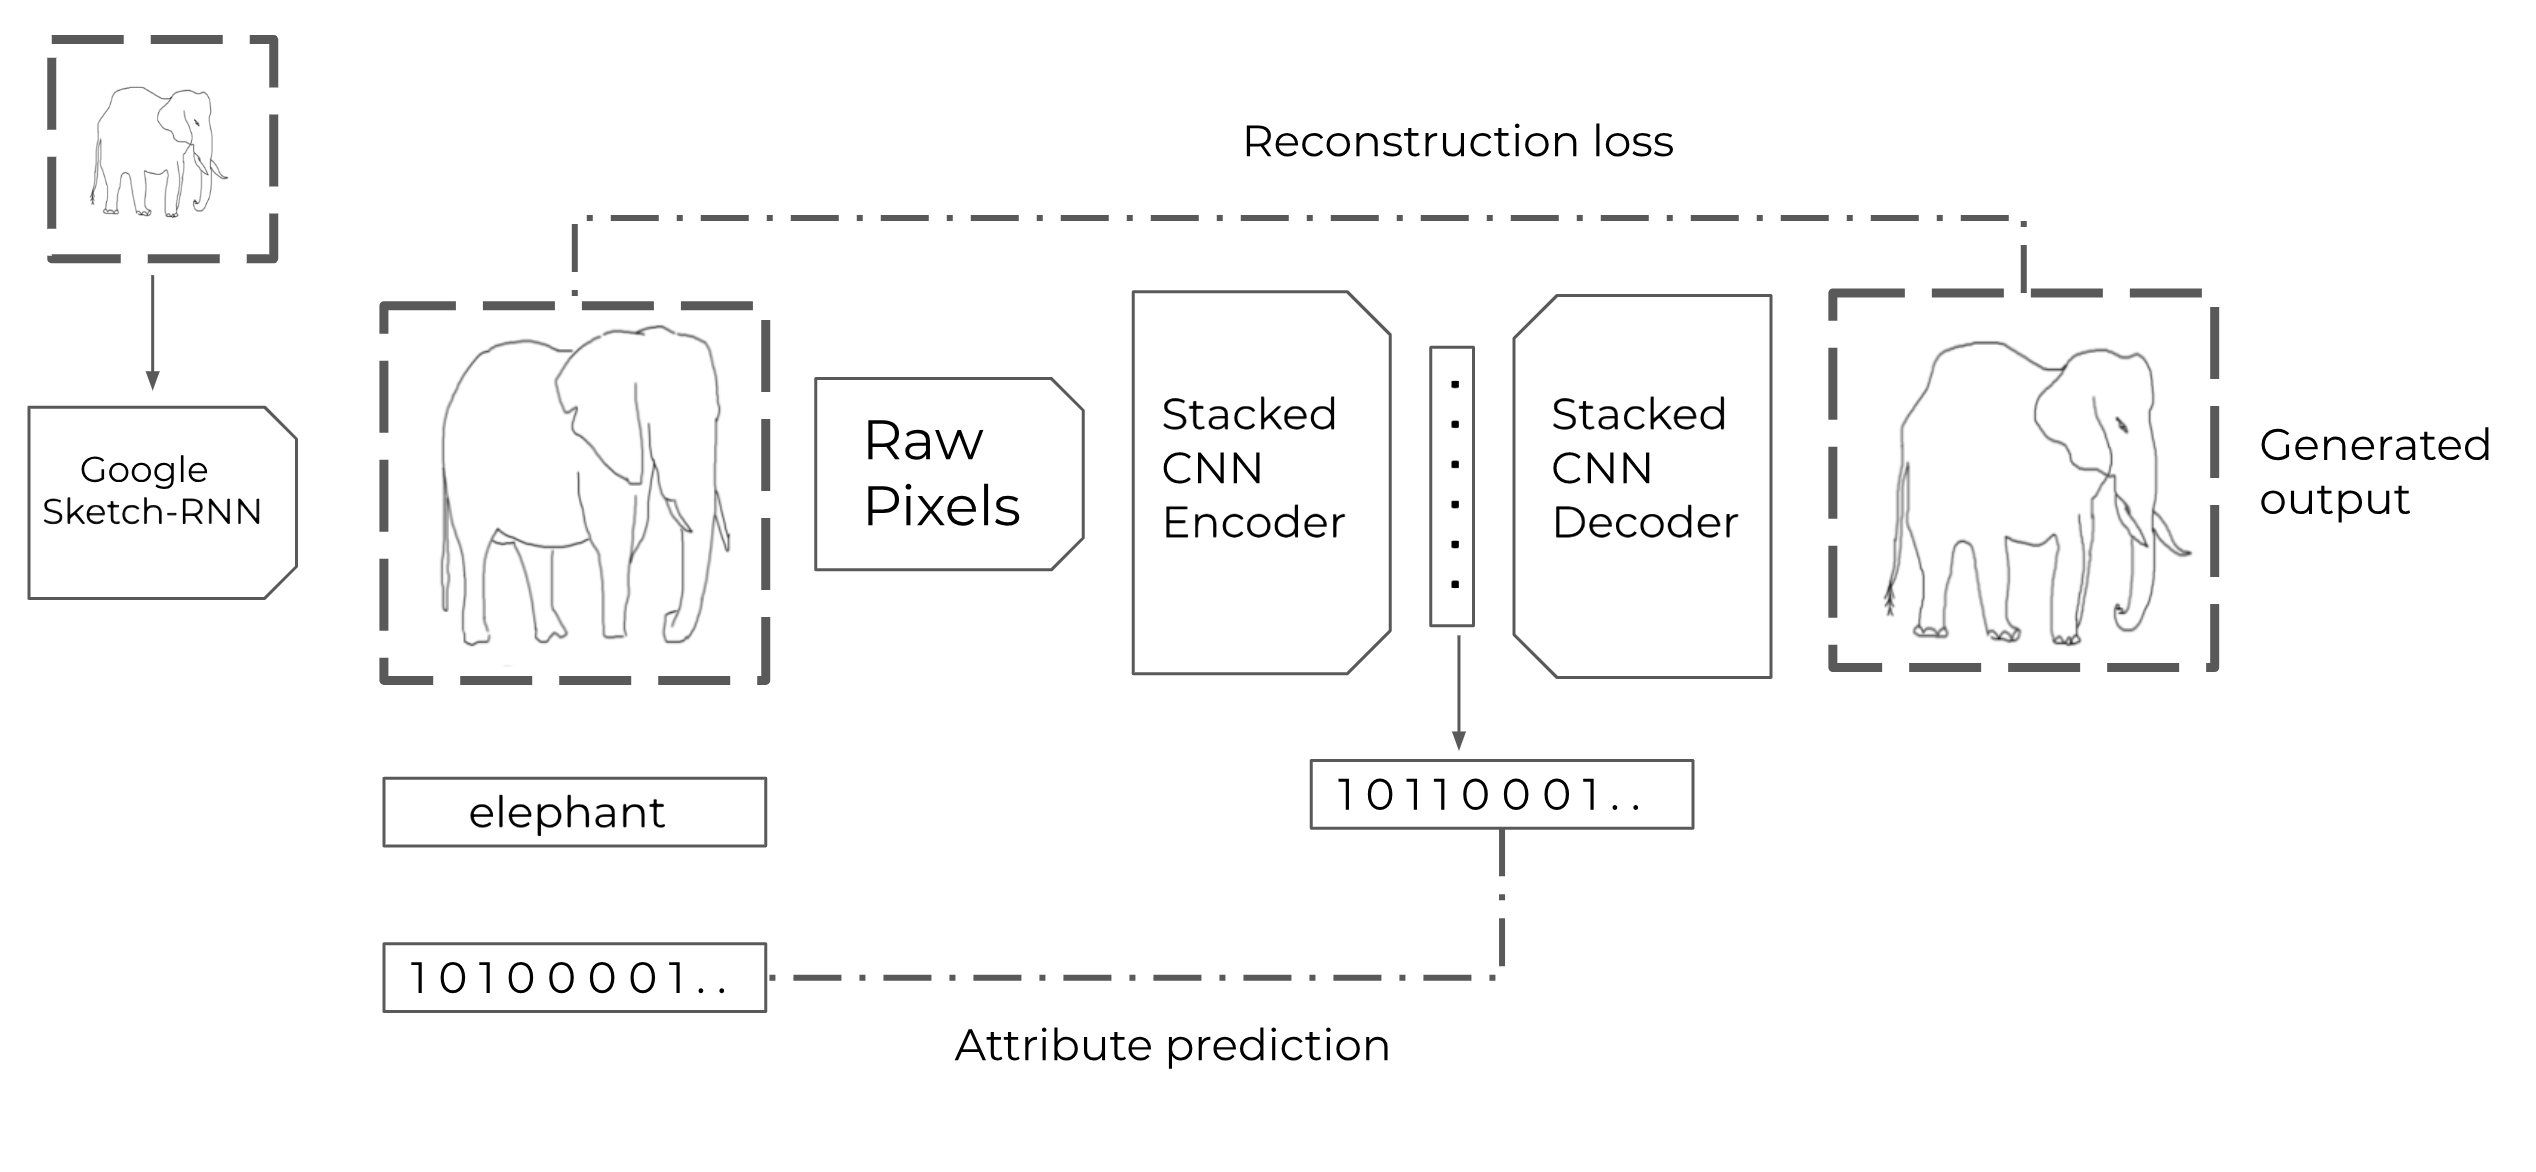 Reconstruction loss
Google
Sketch-RNN
Raw
Pixels
Stacked
CNN
Encoder
Stacked
CNN
Decoder
Generated
output
elephant
1 0 1 1 0 0 0 1 . .
1 0 1 0 0 0 0 1 . .
Attribute prediction